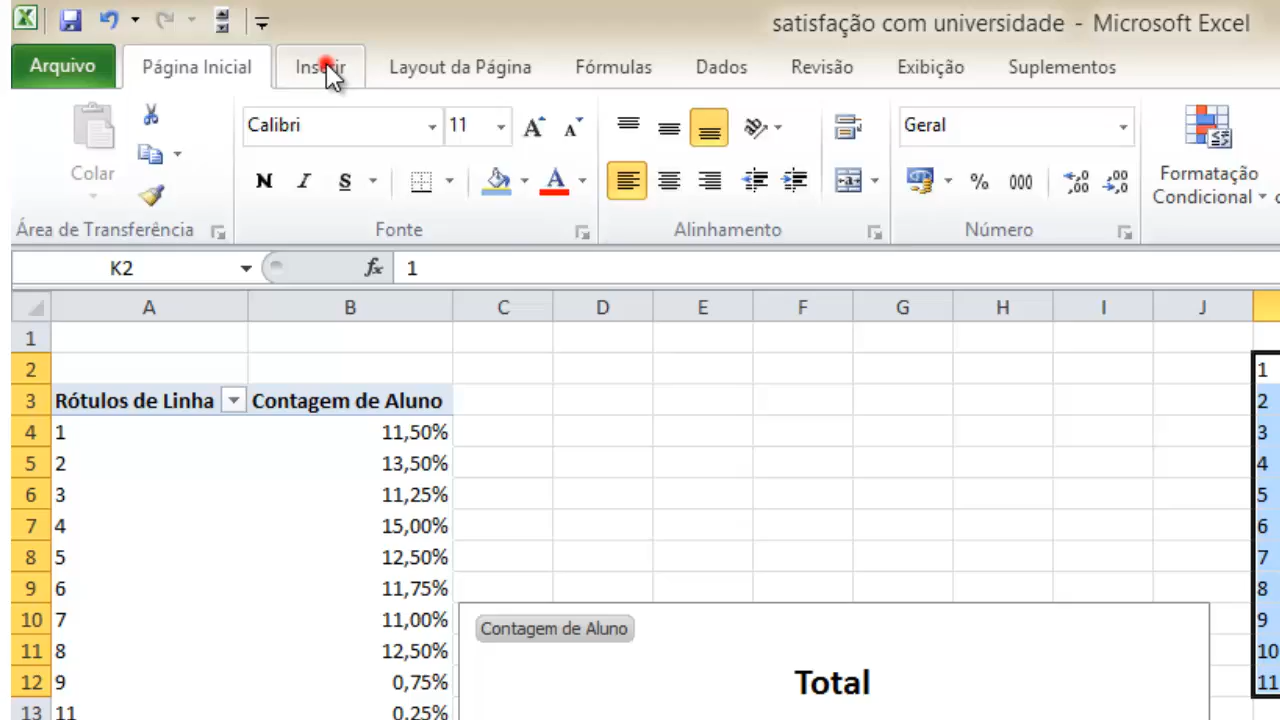 satisfação com universidade - Microsoft Excel
Arquivo Página Inicial Inserir Layout da Página Fórmulas Dados Revisão Exibição Suplementos
Calibri 11 Geral
Colar
N I S % 000
Formatação
Condicional
Área de Transferência Fonte Alinhamento Número
K2 fx 1
A B C D E F G H I J
1
2 1
3 Rótulos de Linha Contagem de Aluno 2
4 1 11,50% 3
5 2 13,50% 4
6 3 11,25% 5
7 4 15,00% 6
8 5 12,50% 7
9 6 11,75% 8
10 7 11,00% 9
Contagem de Aluno
11 8 12,50% 10
12 9 0,75% 11
Total
13 11 0,25%